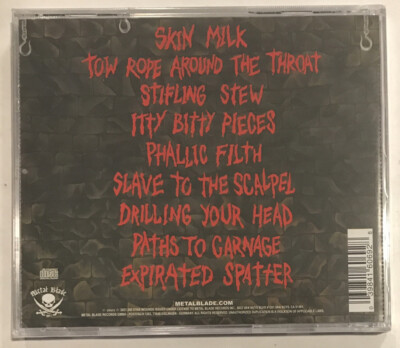 SKIN MILK
TOW ROPE AROUND THE THROAT
STIFLING STEW
ITTY BITTY PIECES
PHALLIC FILTH
SLAVE TO THE SCALPEL
DRILLING YOUR HEAD
PATHS TO CARNAGE
EXPIRATED SPATTER
Metal Blade
METALBLADE.COM